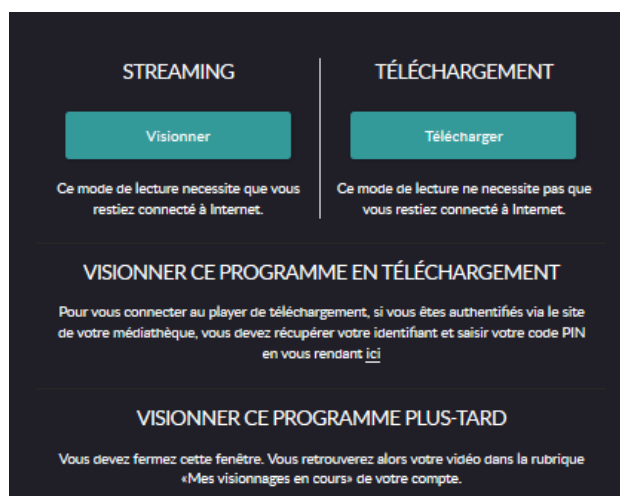 STREAMING
Visionner
Ce mode de lecture necessite que vous
restiez connecté à Internet.
TÉLÉCHARGEMENT
Télécharger
Ce mode de lecture ne necessite pas que
vous restiez connecté à Internet.
VISIONNER CE PROGRAMME EN TÉLÉCHARGEMENT
Pour vous connecter au player de téléchargement, si vous êtes authentifiés via le site
de votre médiathèque, vous devez récupérer votre identifiant et saisir votre code PIN
en vous rendant ici
VISIONNER CE PROGRAMME PLUS-TARD
Vous devez fermez cette fenêtre. Vous retrouverez alors votre vidéo dans la rubrique
«Mes visionnages en cours» de votre compte.